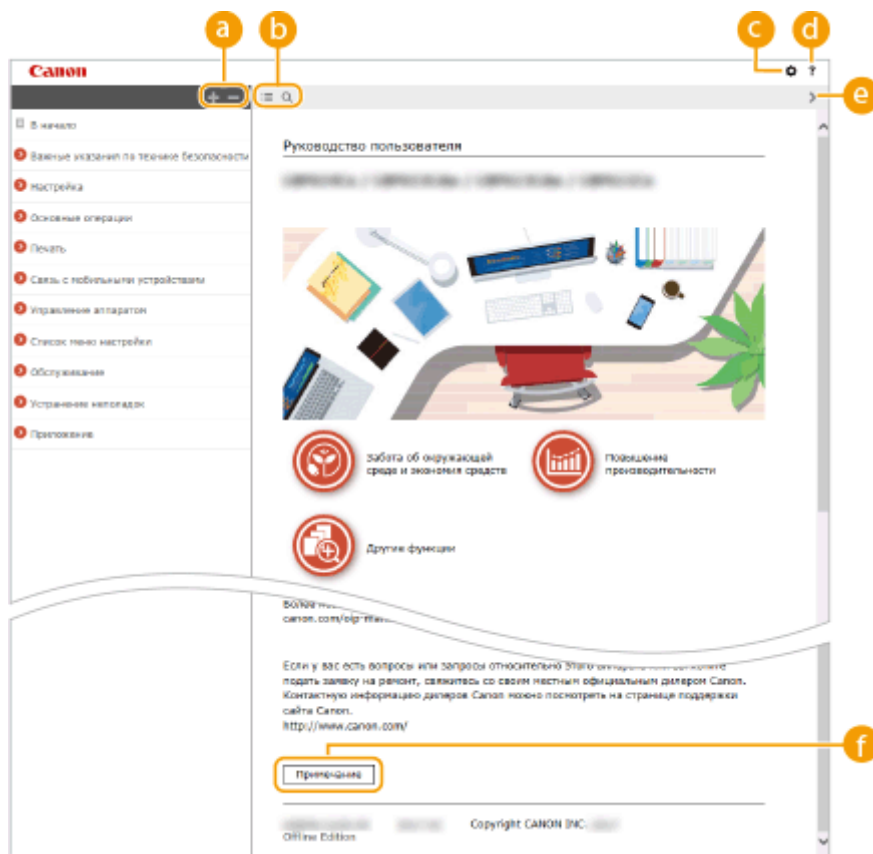 a
b
c
d
Canon
+ −
?
e
В начало
Важные указания по технике безопасности
Настройка
Основные операции
Печать
Связь с мобильными устройствами
Управление аппаратом
Список меню настройки
Обслуживание
Устранение неполадок
Приложение
Руководство пользователя
Забота об окружающей
среде и экономия средств
Повышение
производительности
Другие функции
Более
canon.com/oip-man
Если у вас есть вопросы или запросы относительно этого
подать заявку на ремонт, свяжитесь со своим местным официальным дилером Canon.
Контактную информацию дилеров Canon можно посмотреть на странице поддержки
сайта Canon.
http://www.canon.com/
f
Примечание
Copyright CANON INC.
Offline Edition